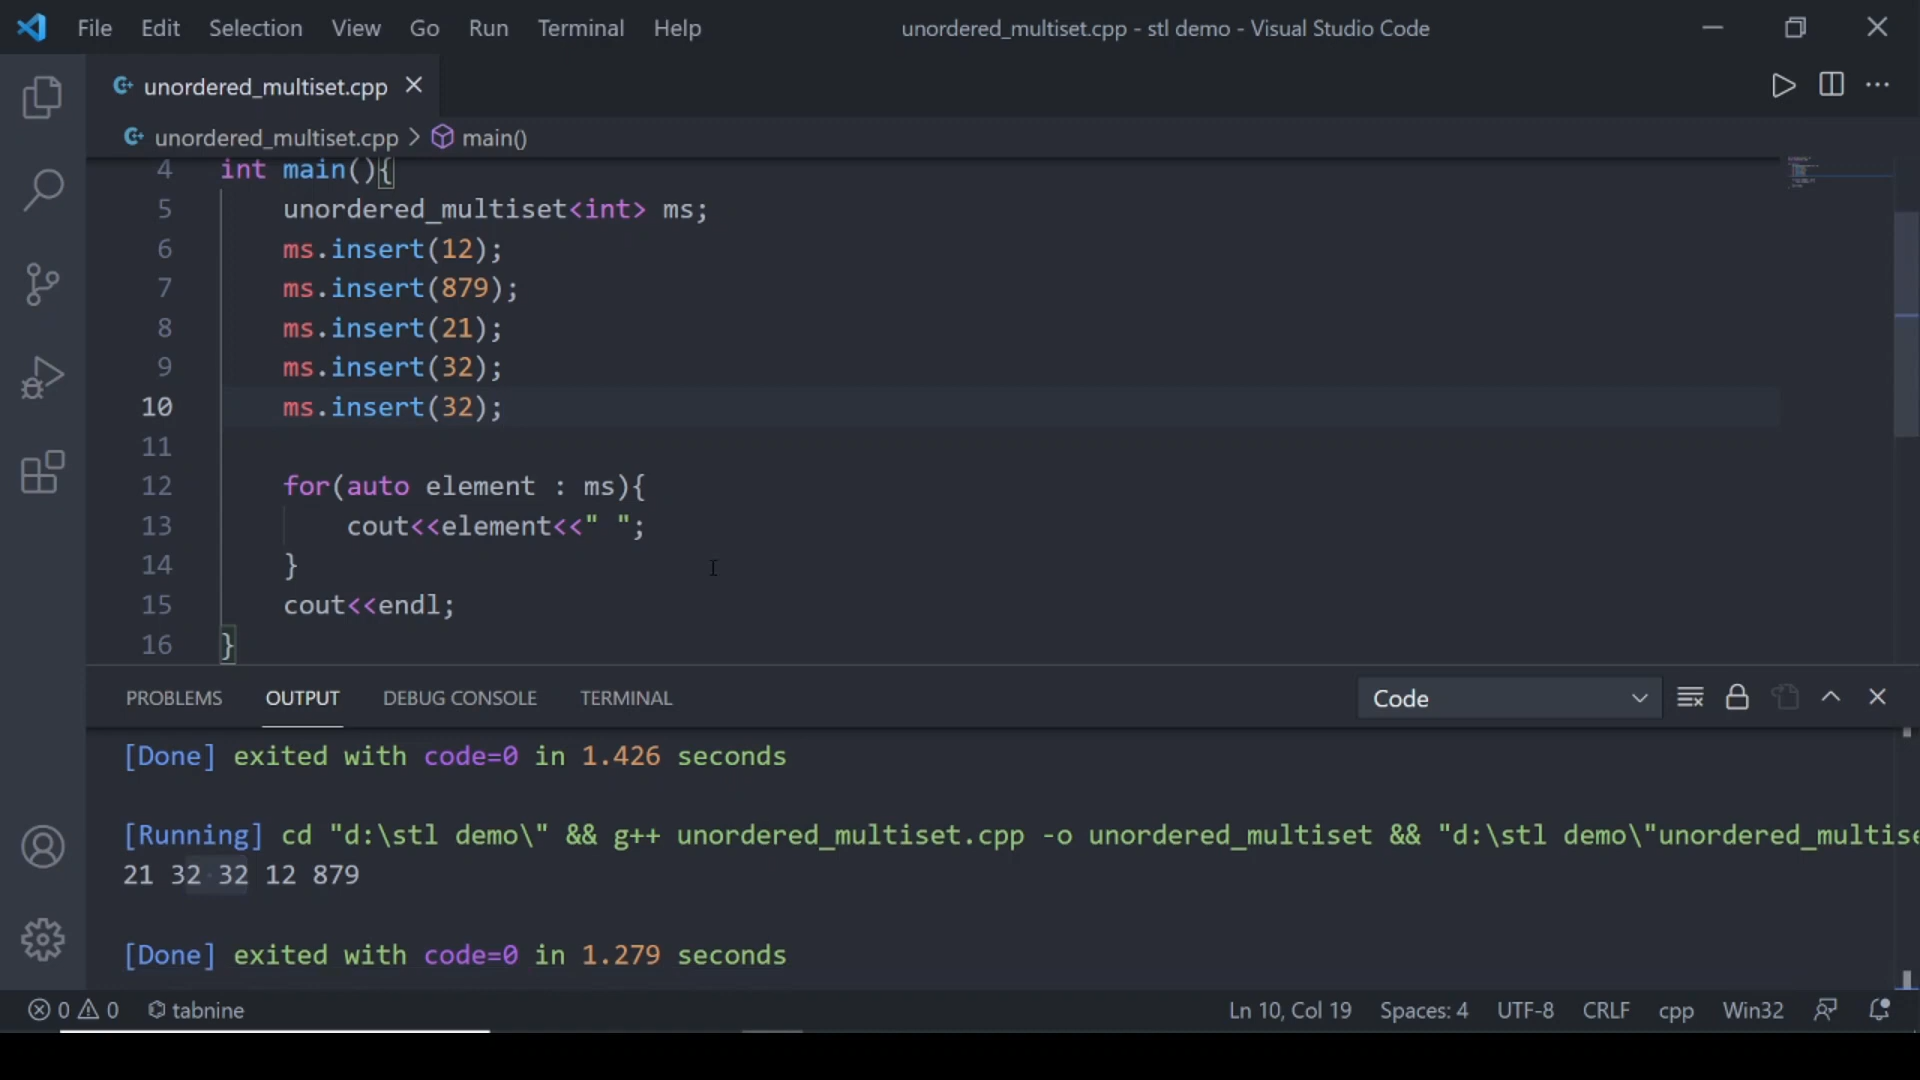 File Edit Selection View Go Run Terminal Help unordered_multiset.cpp - stl demo - Visual Studio Code
unordered_multiset.cpp
unordered_multiset.cpp > main()
4 int main(){
5 unordered_multiset<int> ms;
6 ms.insert(12);
7 ms.insert(879);
8 ms.insert(21);
9 ms.insert(32);
10 ms.insert(32);
11
12 for(auto element : ms){
13 cout<<element<<" ";
14 }
15 cout<<endl;
16 }
PROBLEMS OUTPUT DEBUG CONSOLE TERMINAL Code
[Done] exited with code=0 in 1.426 seconds
[Running] cd "d:\stl demo\" && g++ unordered_multiset.cpp -o unordered_multiset && "d:\stl demo\"unordered_multise
21 32 32 12 879
[Done] exited with code=0 in 1.279 seconds
0 0 tabnine Ln 10, Col 19 Spaces: 4 UTF-8 CRLF cpp Win32